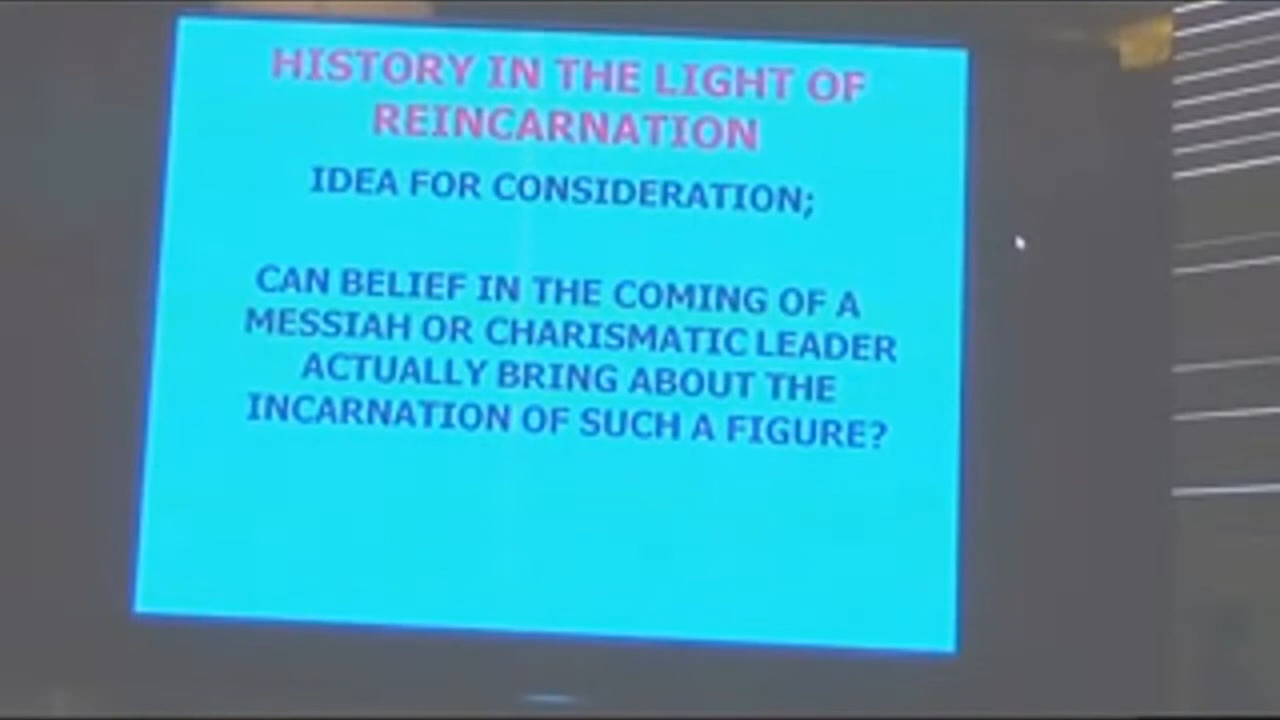 HISTORY IN THE LIGHT OF
REINCARNATION
IDEA FOR CONSIDERATION;
CAN BELIEF IN THE COMING OF A
MESSIAH OR CHARISMATIC LEADER
ACTUALLY BRING ABOUT THE
INCARNATION OF SUCH A FIGURE?